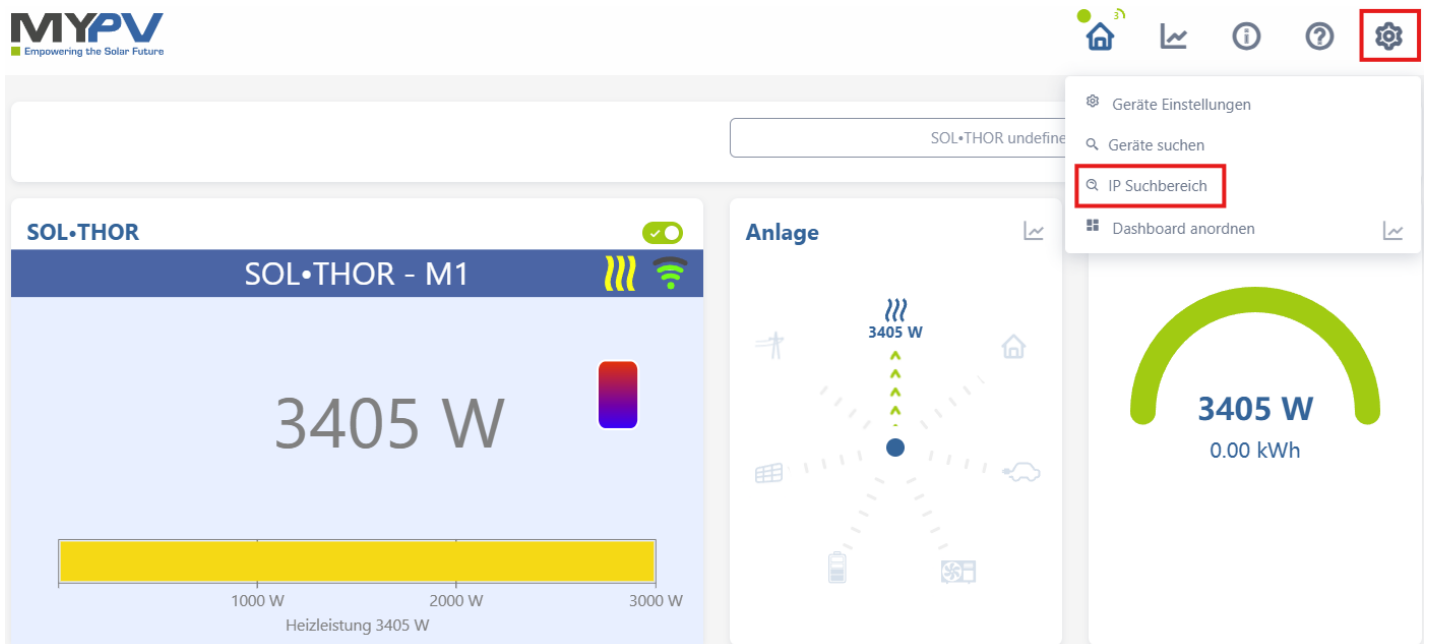 MYPV
Empowering the Solar Future
3
Geräte Einstellungen
Geräte suchen
IP Suchbereich
Dashboard anordnen
SOL•THOR undefine
SOL•THOR
SOL•THOR - M1
3405 W
1000 W 2000 W 3000 W
Heizleistung 3405 W
Anlage
3405 W
3405 W
0.00 kWh